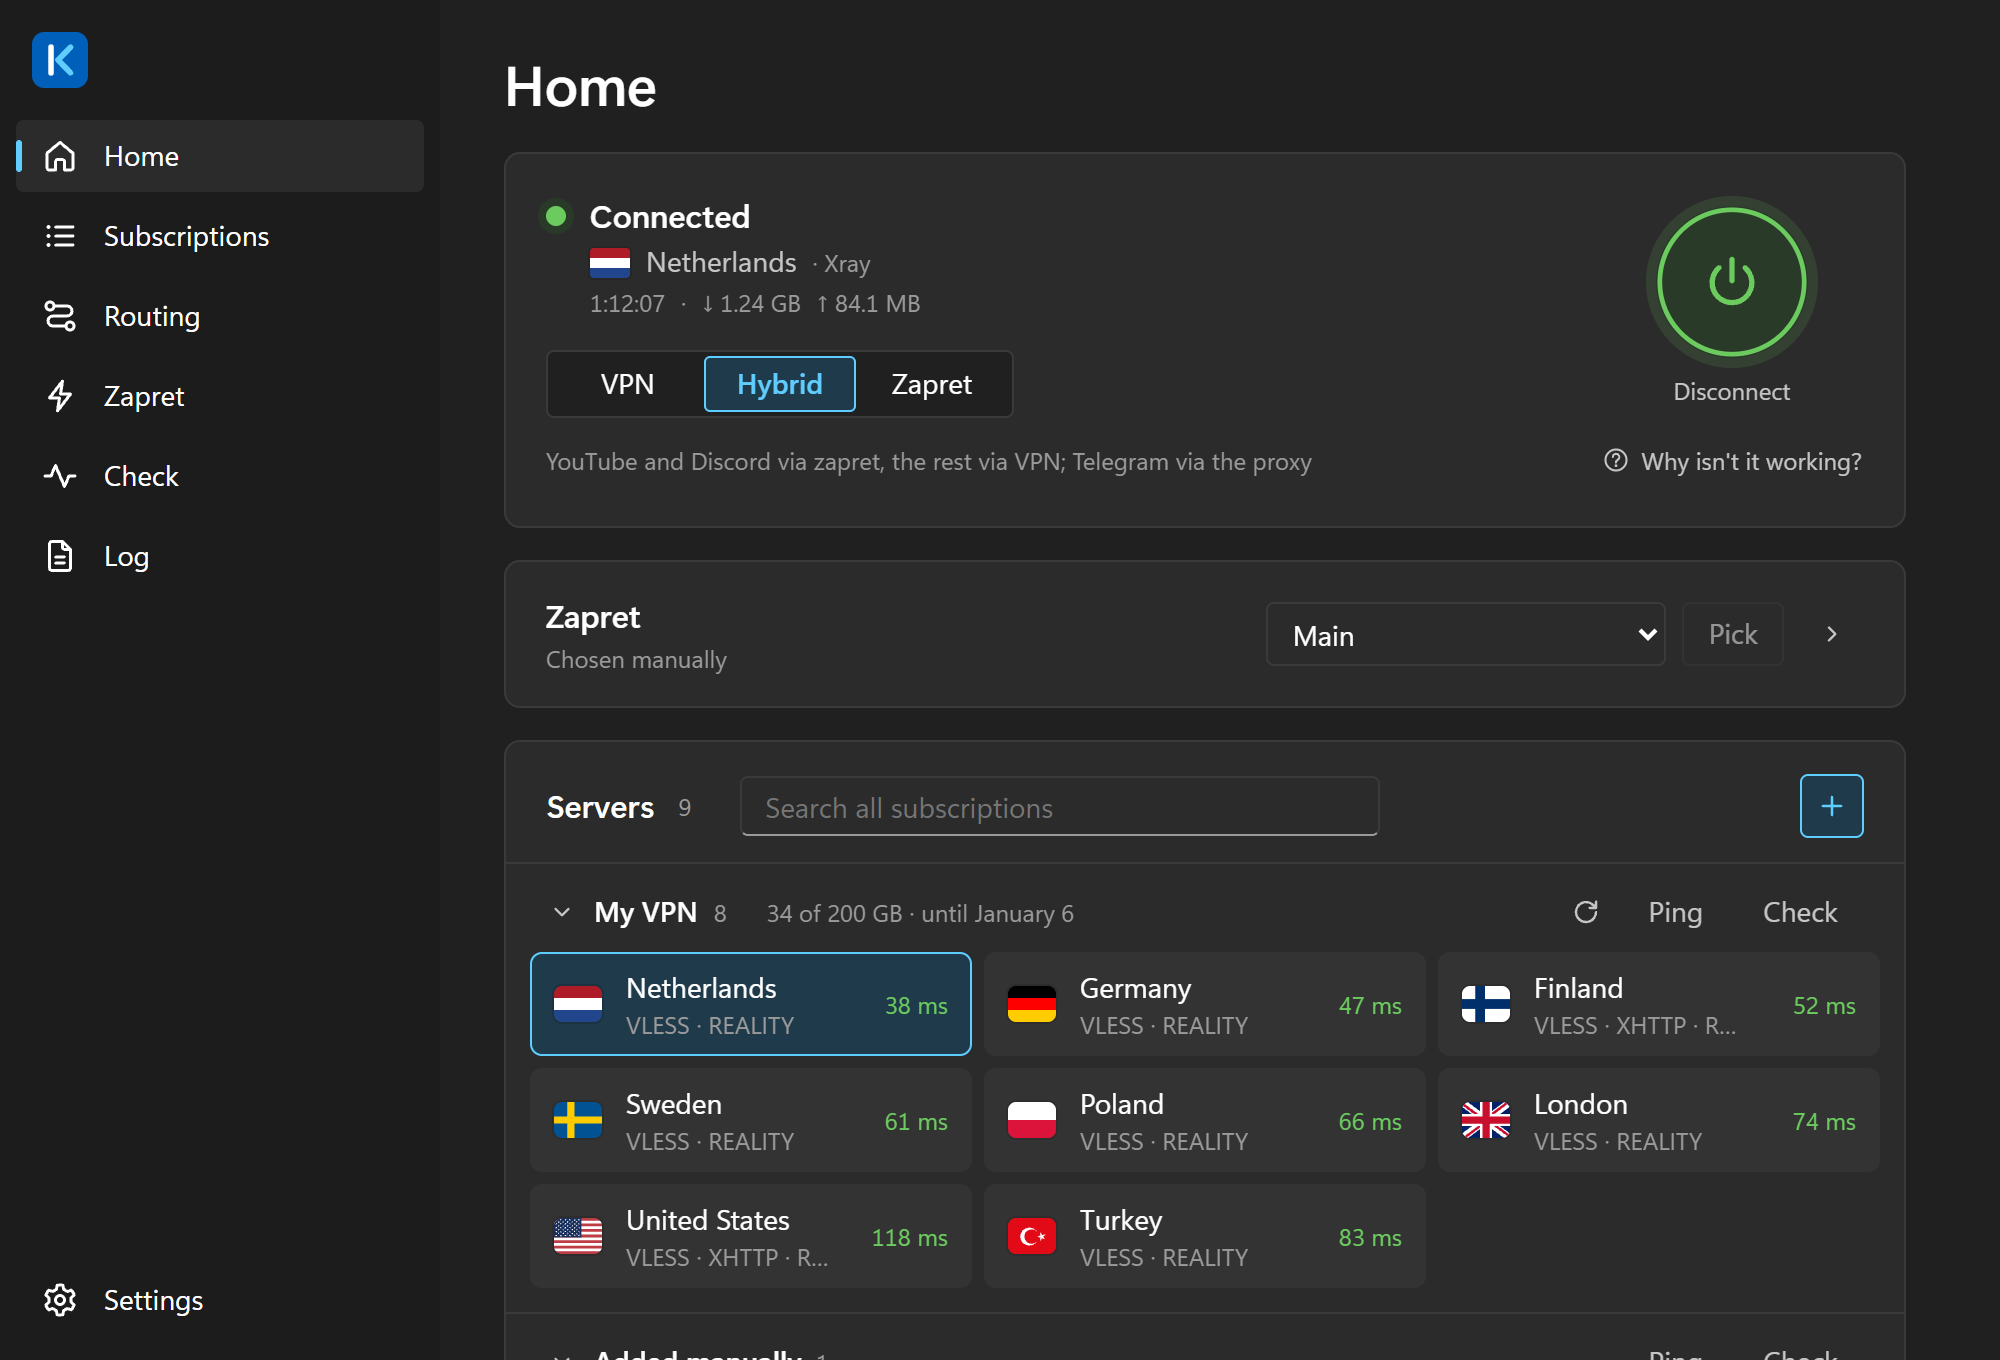 Home
Subscriptions
Routing
Zapret
Check
Log
Settings
Home
Connected
Netherlands · Xray
1:12:07 · ↓ 1.24 GB ↑ 84.1 MB
Disconnect
VPN Hybrid Zapret
YouTube and Discord via zapret, the rest via VPN; Telegram via the proxy
Why isn't it working?
Zapret
Chosen manually
Main
Pick
Servers 9
Search all subscriptions
+
My VPN 8 34 of 200 GB · until January 6
Ping Check
Netherlands
VLESS · REALITY
38 ms
Germany
VLESS · REALITY
47 ms
Finland
VLESS · XHTTP · R...
52 ms
Sweden
VLESS · REALITY
61 ms
Poland
VLESS · REALITY
66 ms
London
VLESS · REALITY
74 ms
United States
VLESS · XHTTP · R...
118 ms
Turkey
VLESS · REALITY
83 ms
Added manually 1
Ping Check